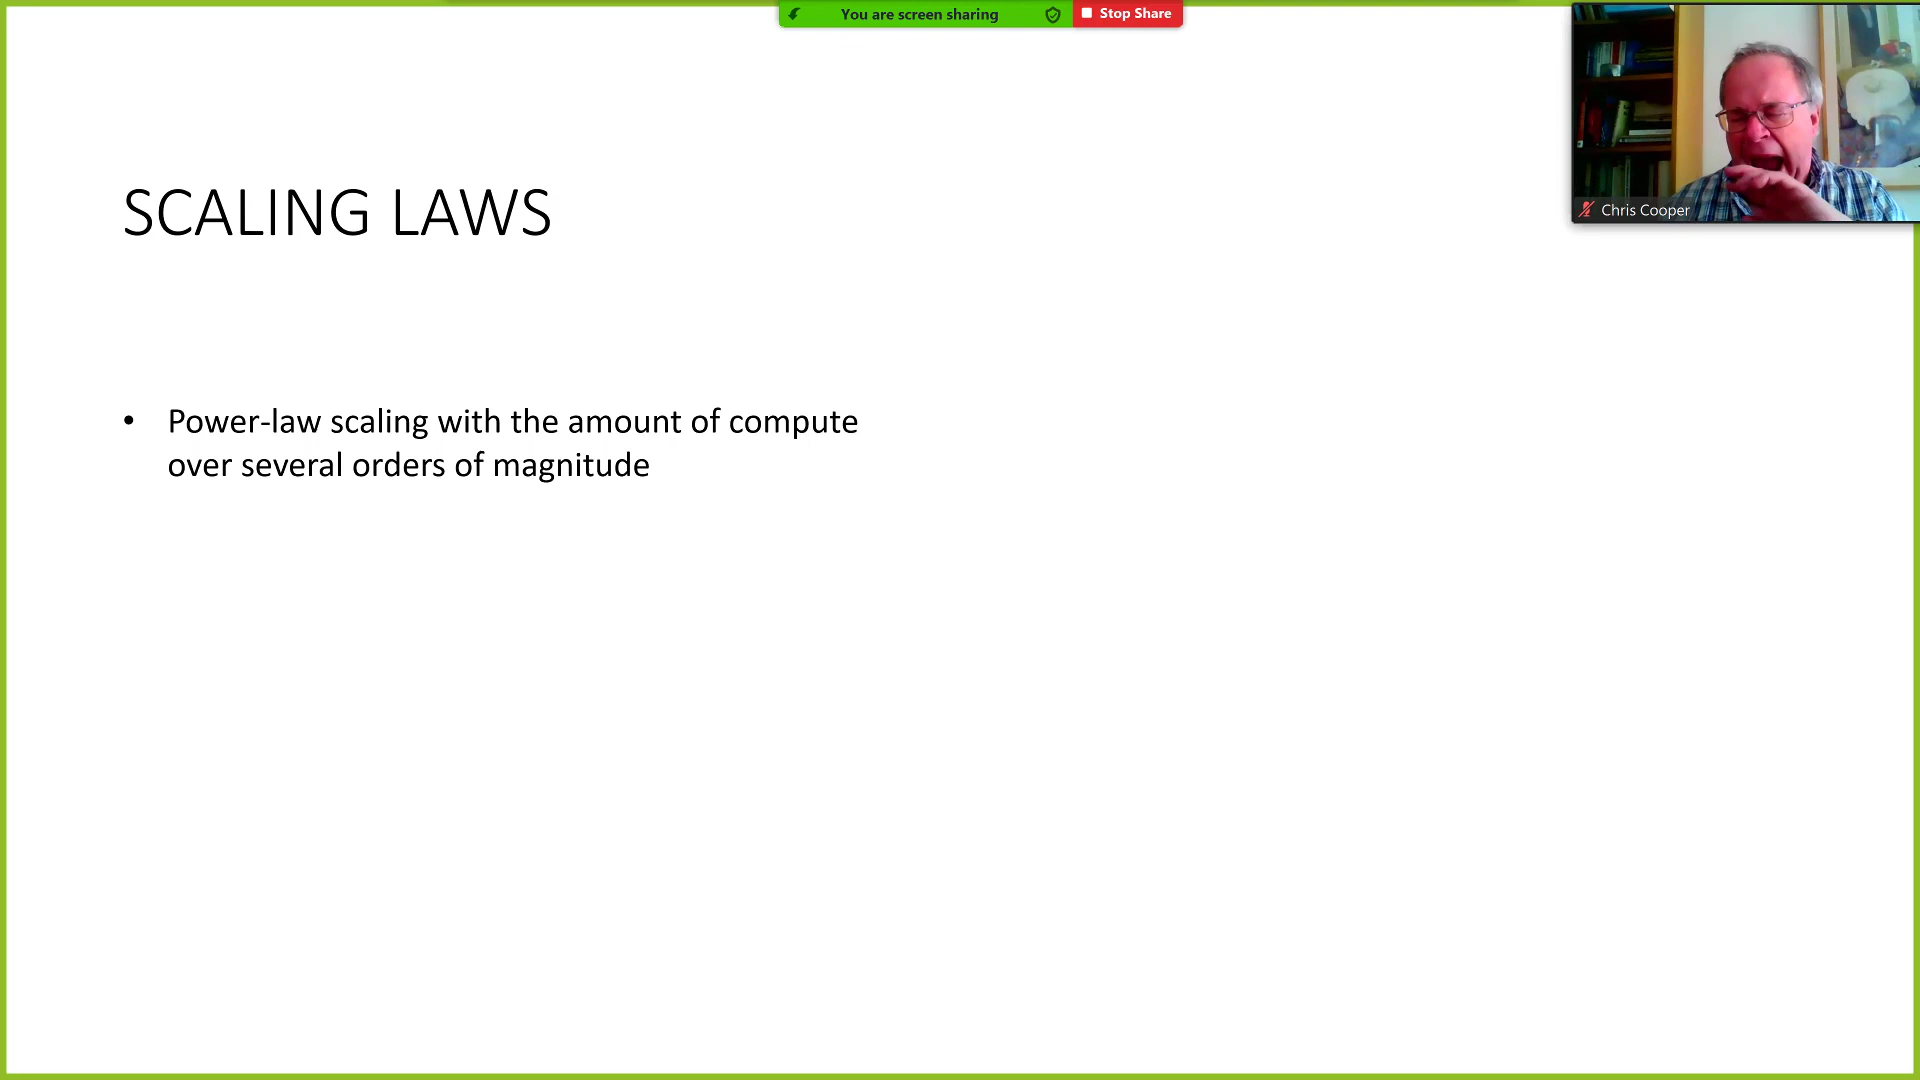 You are screen sharing
Stop Share
Chris Cooper
SCALING LAWS
• Power-law scaling with the amount of compute
over several orders of magnitude